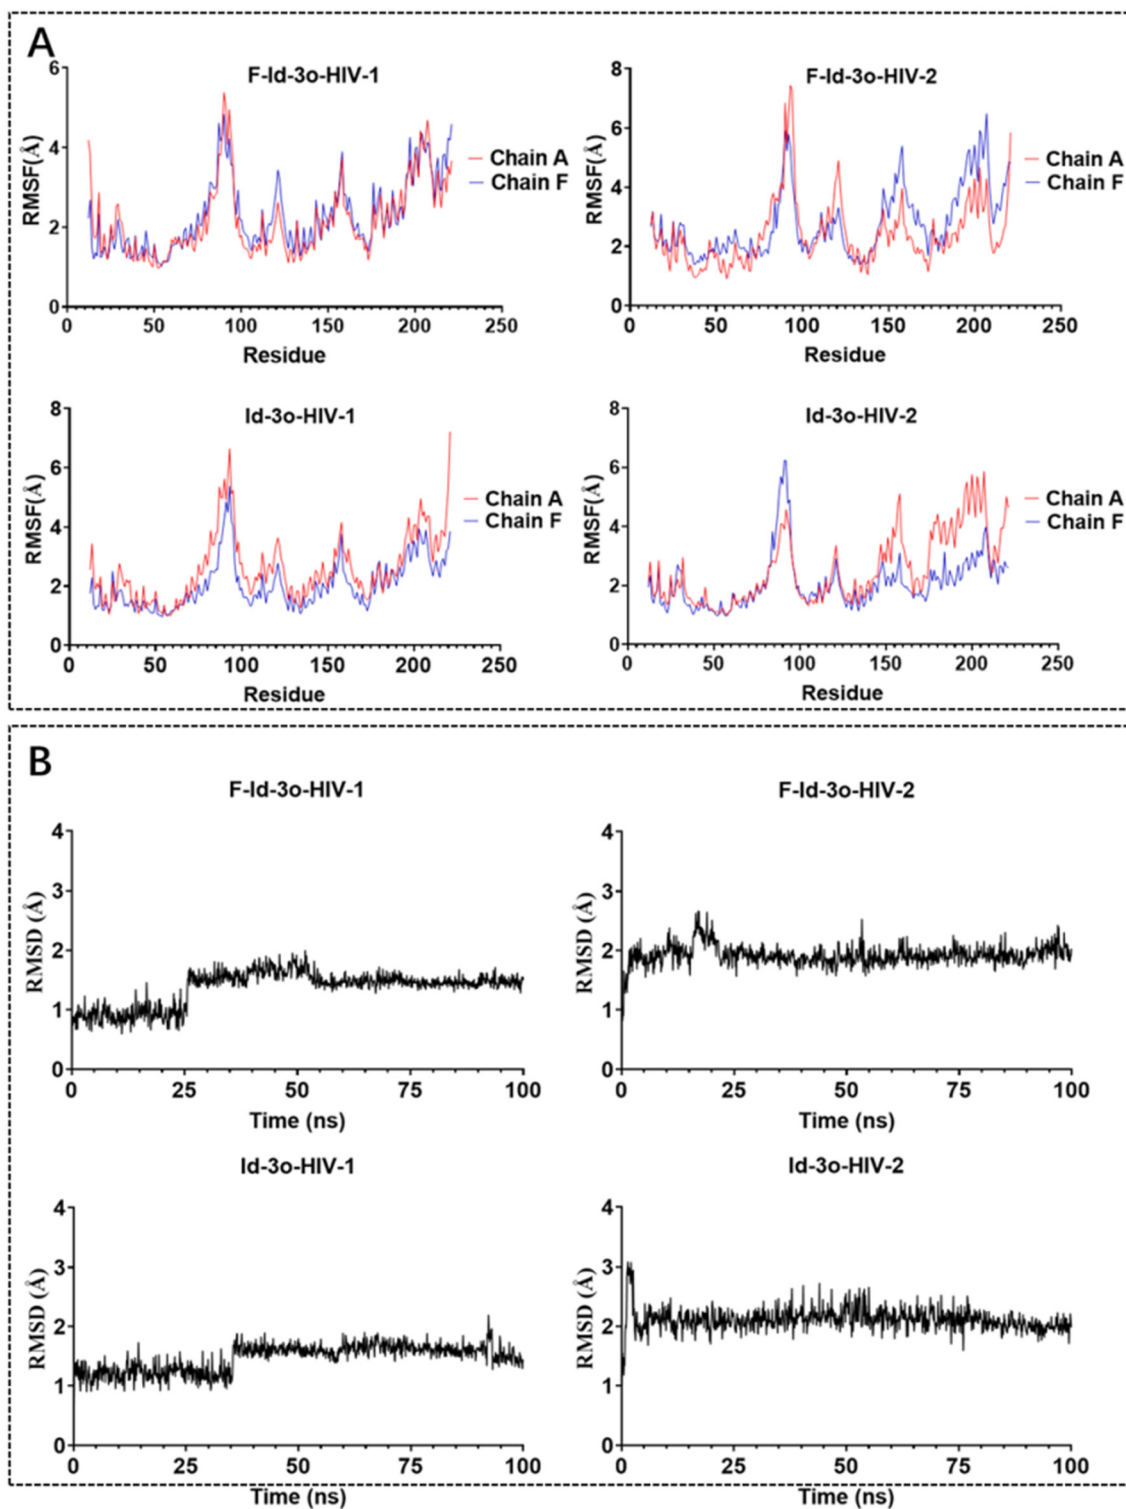 A
F-Id-3o-HIV-1
RMSF(Å)
6
4
2
0
0 50 100 150 200 250
Residue
Chain A
Chain F
F-Id-3o-HIV-2
RMSF(Å)
8
6
4
2
0
0 50 100 150 200 250
Residue
Chain A
Chain F
Id-3o-HIV-1
RMSF(Å)
8
6
4
2
0
0 50 100 150 200 250
Residue
Chain A
Chain F
Id-3o-HIV-2
RMSF(Å)
8
6
4
2
0
0 50 100 150 200 250
Residue
Chain A
Chain F
B
F-Id-3o-HIV-1
RMSD (Å)
4
3
2
1
0
0 25 50 75 100
Time (ns)
F-Id-3o-HIV-2
RMSD (Å)
4
3
2
1
0
0 25 50 75 100
Time (ns)
Id-3o-HIV-1
RMSD (Å)
4
3
2
1
0
0 25 50 75 100
Time (ns)
Id-3o-HIV-2
RMSD (Å)
4
3
2
1
0
0 25 50 75 100
Time (ns)